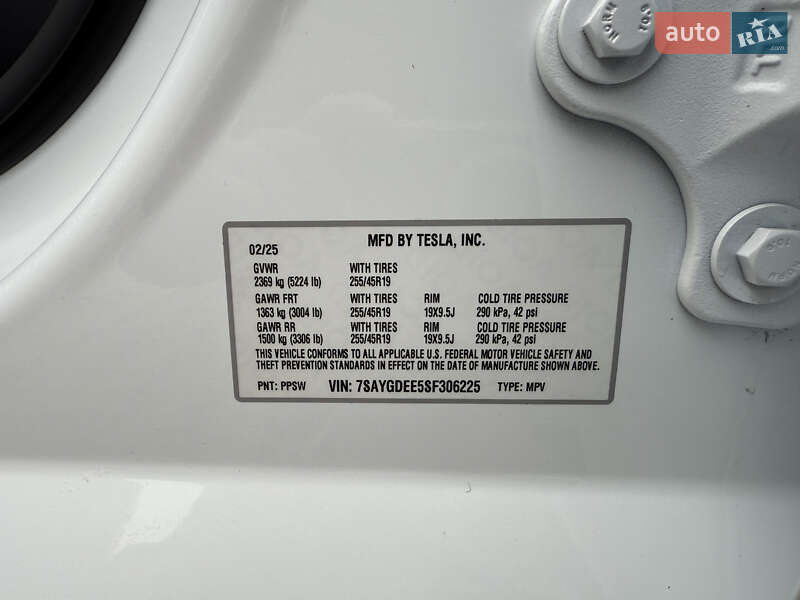 auto RIA .com
MFD BY TESLA, INC.
02/25
GVWR WITH TIRES
2369 kg (5224 lb) 255/45R19
GAWR FRT WITH TIRES RIM COLD TIRE PRESSURE
1363 kg (3004 lb) 255/45R19 19X9.5J 290 kPa, 42 psi
GAWR RR WITH TIRES RIM COLD TIRE PRESSURE
1500 kg (3306 lb) 255/45R19 19X9.5J 290 kPa, 42 psi
THIS VEHICLE CONFORMS TO ALL APPLICABLE U.S. FEDERAL MOTOR VEHICLE SAFETY AND
THEFT PREVENTION STANDARDS IN EFFECT ON THE DATE OF MANUFACTURE SHOWN ABOVE.
PNT: PPSW VIN: 7SAYGDEE5SF306225 TYPE: MPV